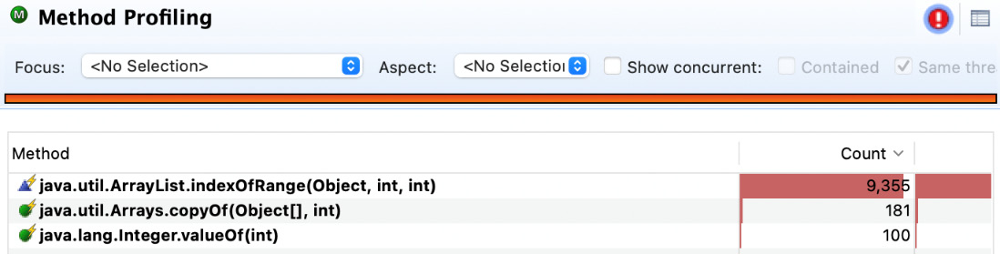 M Method Profiling
Focus: <No Selection> Aspect: <No Selection Show concurrent: Contained Same thre
Method Count
java.util.ArrayList.indexOfRange(Object, int, int) 9,355
java.util.Arrays.copyOf(Object[], int) 181
java.lang.Integer.valueOf(int) 100